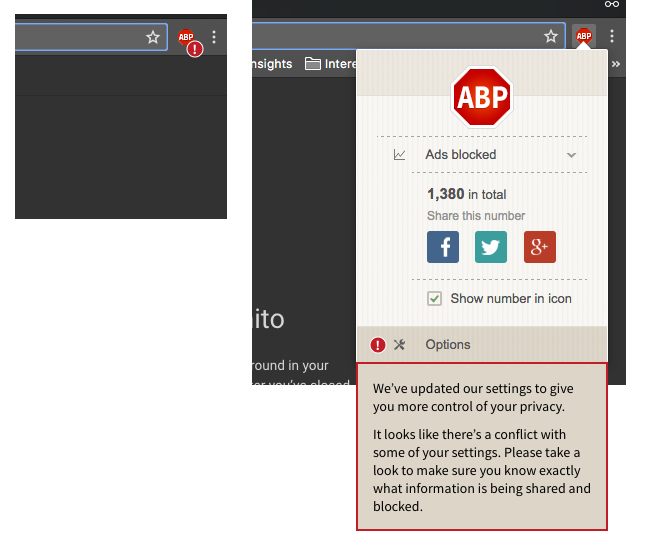 ABP
!
ABP
nsights
Intere
»
ABP
Ads blocked
1,380 in total
Share this number
f
g+
Show number in icon
! Options
ito
round in your
We've updated our settings to give
you more control of your privacy.
It looks like there's a conflict with
some of your settings. Please take a
look to make sure you know exactly
what information is being shared and
blocked.